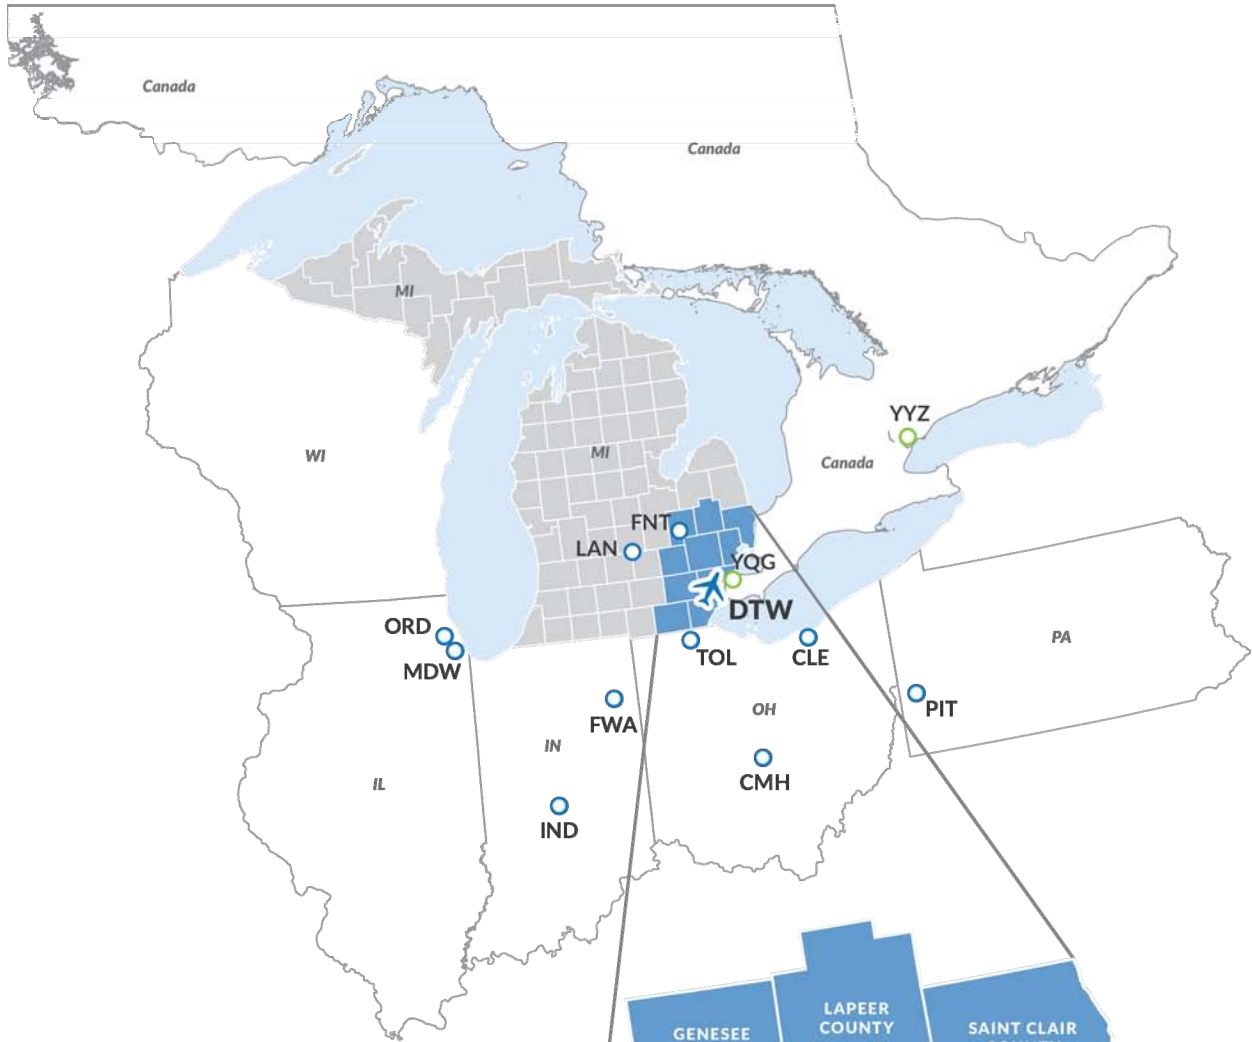 Canada
Canada
MI
YYZ
WI
MI
Canada
FNT
LAN
YQG
DTW
ORD
MDW
TOL
CLE
PA
FWA
OH
PIT
IN
CMH
IL
IND
LAPEER
COUNTY
GENESEE
SAINT CLAIR